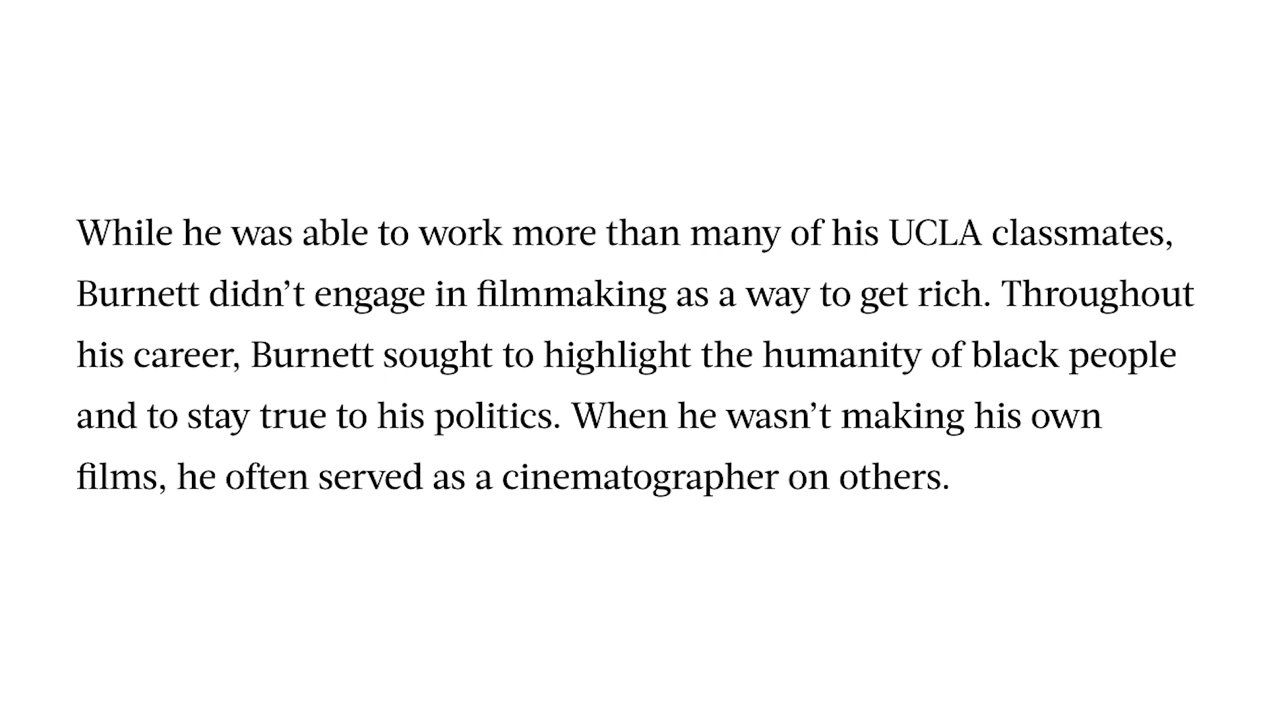 While he was able to work more than many of his UCLA classmates,
Burnett didn’t engage in filmmaking as a way to get rich. Throughout
his career, Burnett sought to highlight the humanity of black people
and to stay true to his politics. When he wasn’t making his own
films, he often served as a cinematographer on others.